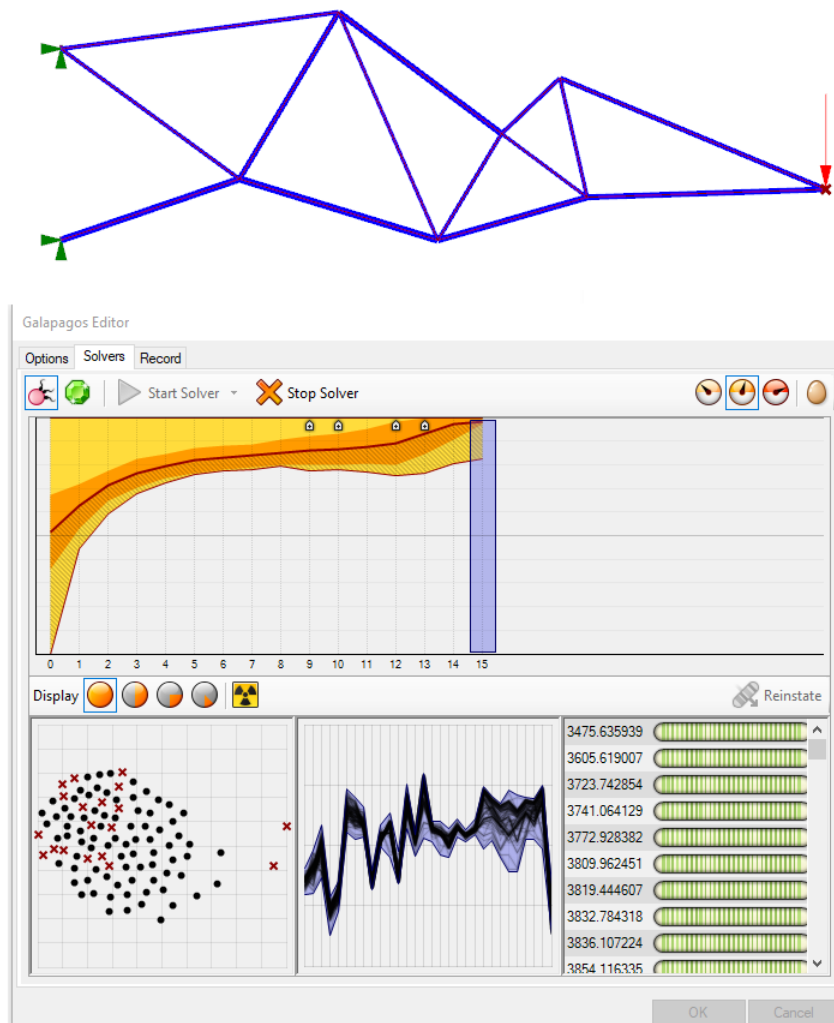 Galapagos Editor
Options Solvers Record
Start Solver Stop Solver
0 1 2 3 4 5 6 7 8 9 10 11 12 13 14 15
Display Reinstate
3475.635939
3605.619007
3723.742854
3741.064129
3772.928382
3809.962451
3819.444607
3832.784318
3836.107224
3854.116335
OK Cancel